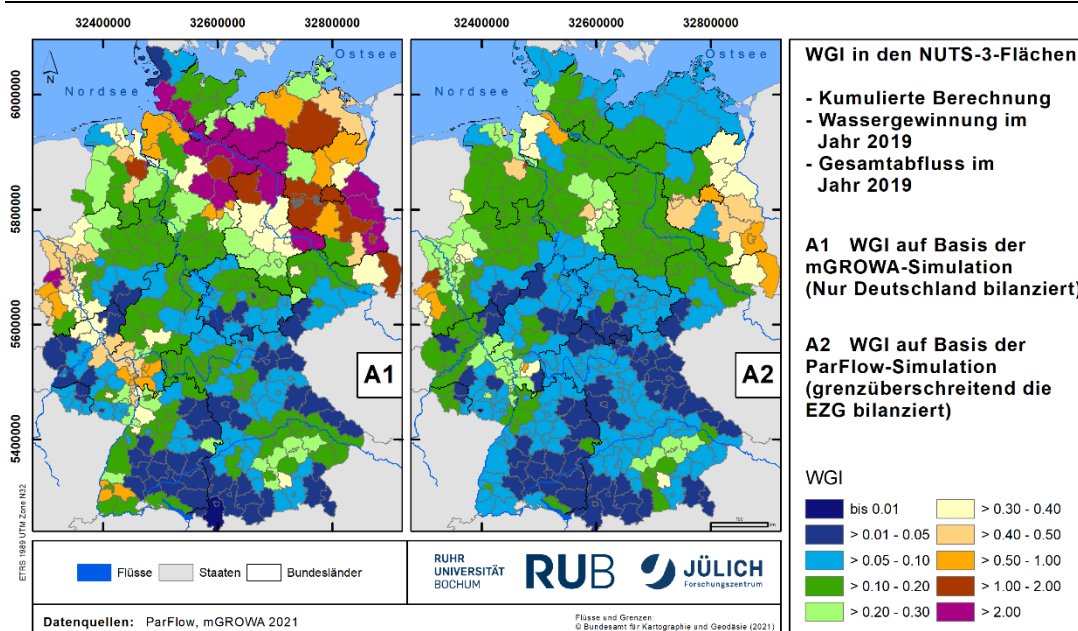 32400000 32600000 32800000 32400000 32600000 32800000
6000000
5800000
5600000
5400000
N
Nordsee
Ostsee
A1
Nordsee
Ostsee
A2
ETRS 1989 UTM Zone N32
WGI in den NUTS-3-Flächen
- Kumulierte Berechnung
- Wassergewinnung im
Jahr 2019
- Gesamtabfluss im
Jahr 2019
A1 WGI auf Basis der
mGROWA-Simulation
(Nur Deutschland bilanziert)
A2 WGI auf Basis der
ParFlow-Simulation
(grenzüberschreitend die
EZG bilanziert)
WGI
bis 0.01
> 0.01 - 0.05
> 0.05 - 0.10
> 0.10 - 0.20
> 0.20 - 0.30
> 0.30 - 0.40
> 0.40 - 0.50
> 0.50 - 1.00
> 1.00 - 2.00
> 2.00
Flüsse Staaten Bundesländer
RUHR
UNIVERSITÄT
BOCHUM
RUB
JÜLICH
Forschungszentrum
Datenquellen: ParFlow, mGROWA 2021
Flüsse und Grenzen:
© Bundesamt für Kartographie und Geodäsie (2021)